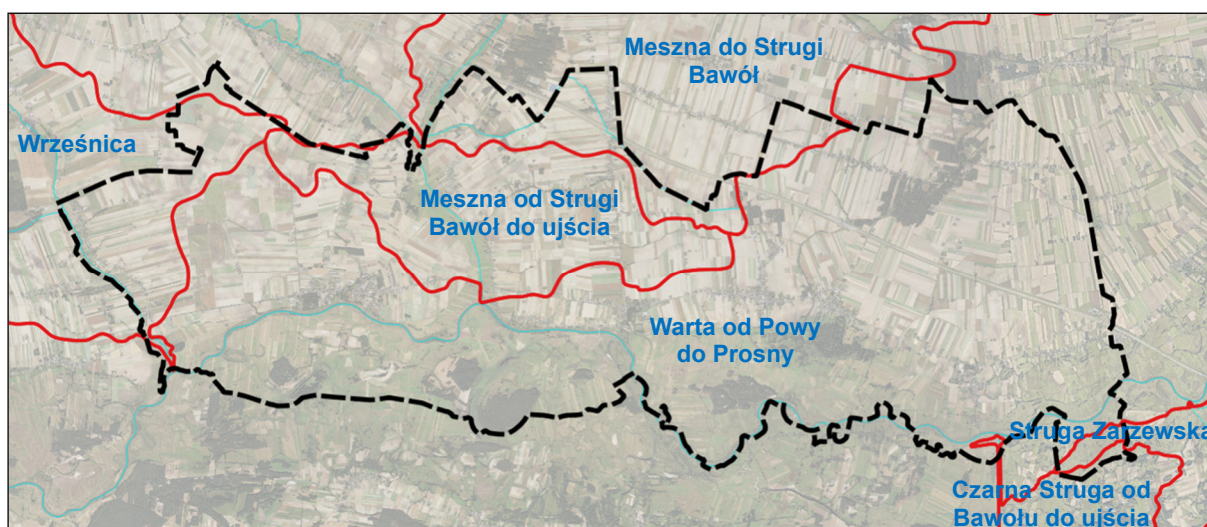 Meszna do Strugi
Bawół
Wrześnica
Meszna od Strugi
Bawół do ujścia
Warta od Powy
do Prosny
Struga Zarzewska
Czarna Struga od
Bawołu do ujścia